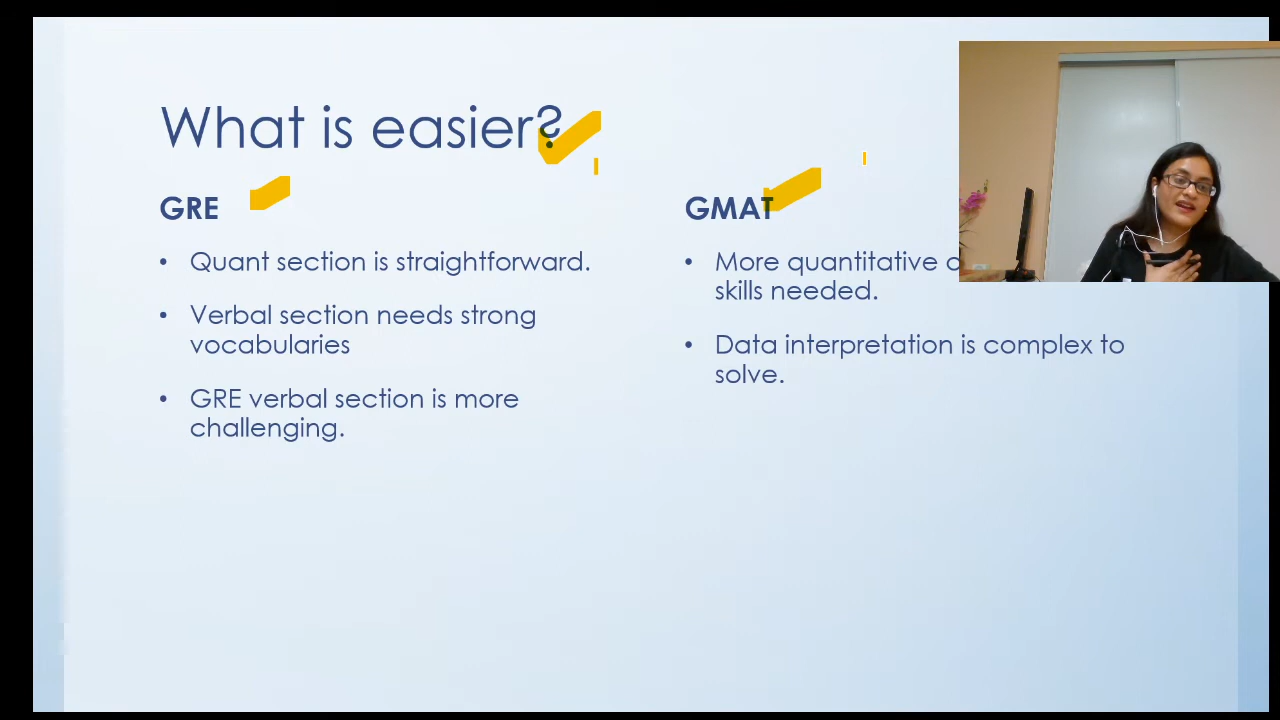 What is easier?
GRE
Quant section is straightforward.
Verbal section needs strong
vocabularies
GRE verbal section is more
challenging.
GMAT
More quantitative
skills needed.
Data interpretation is complex to
solve.